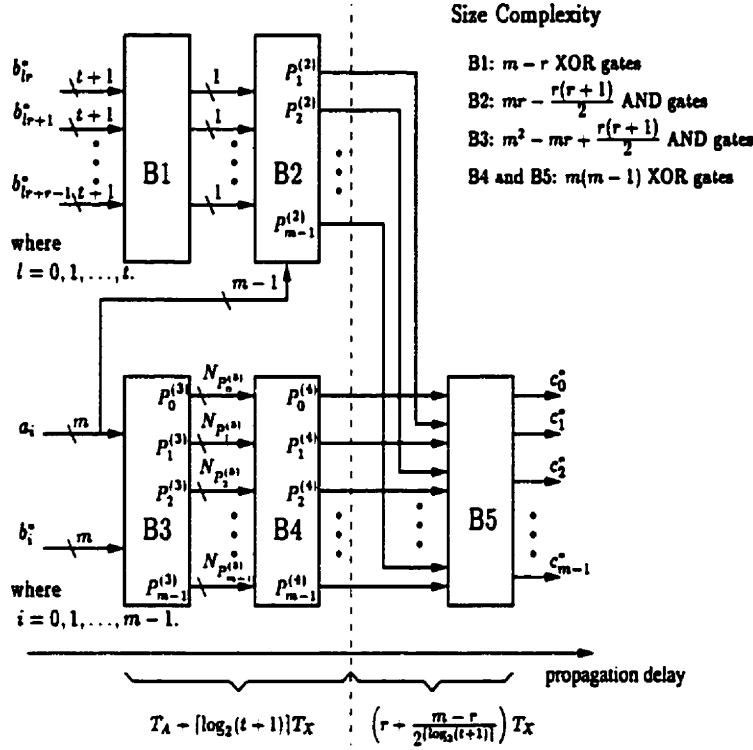 Size Complexity
B1: m − r XOR gates
B2: mr − r(r+1)/2 AND gates
B3: m² − mr + r(r+1)/2 AND gates
B4 and B5: m(m − 1) XOR gates
b*_{lr} t+1
b*_{lr+1} t+1
b*_{lr+r−1} t+1
B1
1
1
1
B2
P_1^{(2)}
P_2^{(2)}
P_{m−1}^{(2)}
where
l = 0, 1, ..., t.
m−1
a_i m
b*_i m
where
i = 0, 1, ..., m−1.
B3
P_0^{(3)}
P_1^{(3)}
P_2^{(3)}
P_{m−1}^{(3)}
N_{P_0^{(3)}}
N_{P_1^{(3)}}
N_{P_2^{(3)}}
N_{P_{m−1}^{(3)}}
B4
P_0^{(4)}
P_1^{(4)}
P_2^{(4)}
P_{m−1}^{(4)}
B5
c*_0
c*_1
c*_2
c*_{m−1}
propagation delay
T_A + ⌈log_2(t+1)⌉T_X
(r + (m−r)/2^{⌈log_2(t+1)⌉}) T_X